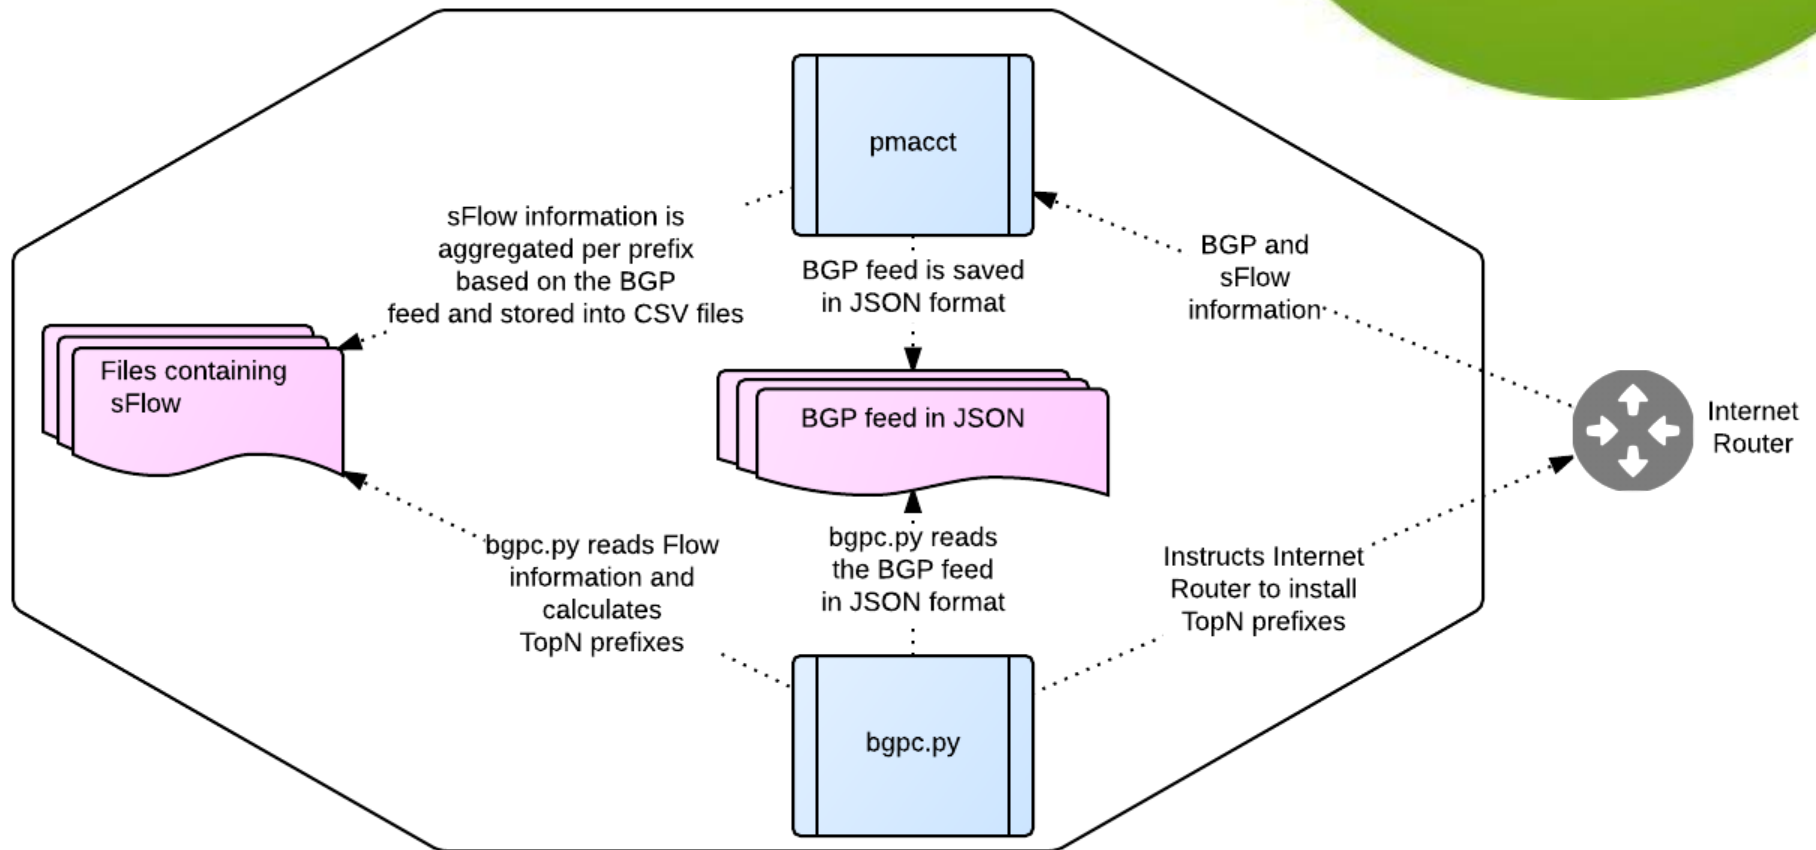 pmacct
sFlow information is
aggregated per prefix
based on the BGP
feed and stored into CSV files
BGP feed is saved
in JSON format
BGP and
sFlow
information
Files containing
sFlow
BGP feed in JSON
Internet
Router
bgpc.py reads Flow
information and
calculates
TopN prefixes
bgpc.py reads
the BGP feed
in JSON format
Instructs Internet
Router to install
TopN prefixes
bgpc.py